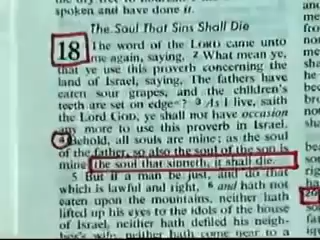 spoken and have done it.
The Soul That Sins Shall Die
18 The word of the LORD came unto
me again, saying, 2 What mean ye,
that ye use this proverb concerning the
land of Israel, saying, The fathers have
eaten sour grapes, and the children's
teeth are set on edge? 3 As I live, saith
the Lord GOD, ye shall not have occasion
any more to use this proverb in Israel.
4 Behold, all souls are mine; as the soul
of the father, so also the soul of the son is
mine: the soul that sinneth, it shall die.
5 But if a man be just, and do that
which is lawful and right, 6 and hath not
eaten upon the mountains, neither hath
lifted up his eyes to the idols of the house
of Israel, neither hath defiled his neigh-
bor's wife, neither hath come near to a